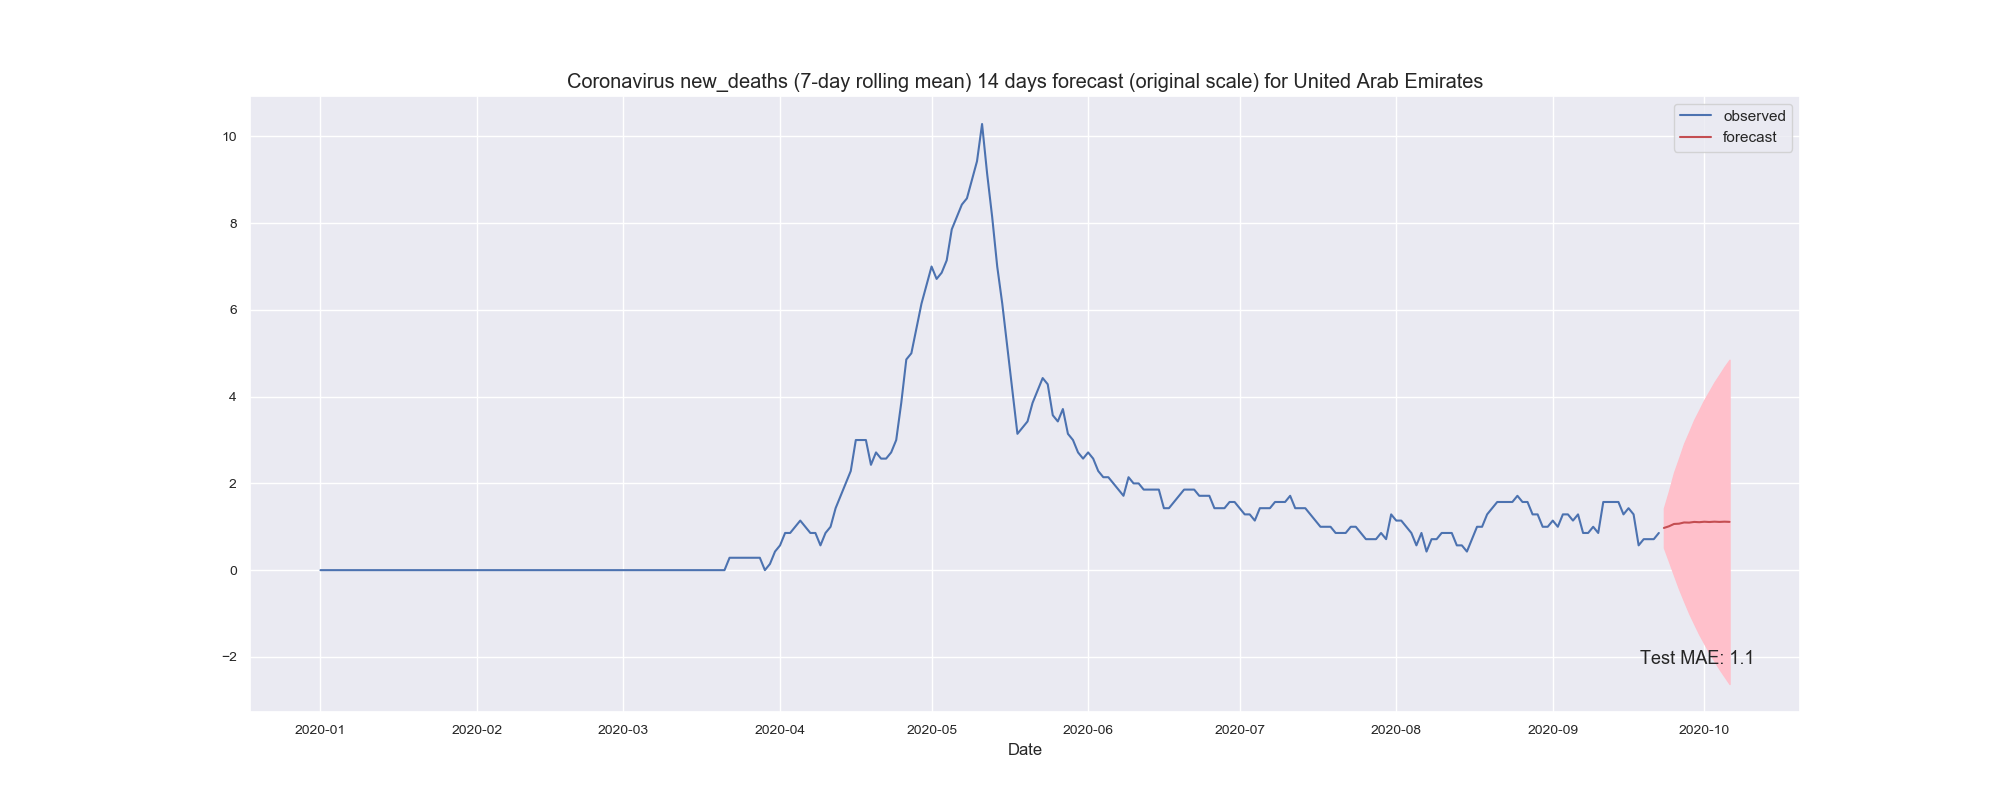 Coronavirus new_deaths (7-day rolling mean) 14 days forecast (original scale) for United Arab Emirates
observed
forecast
10
8
6
4
2
0
−2
Test MAE: 1.1
2020-01 2020-02 2020-03 2020-04 2020-05 2020-06 2020-07 2020-08 2020-09 2020-10
Date